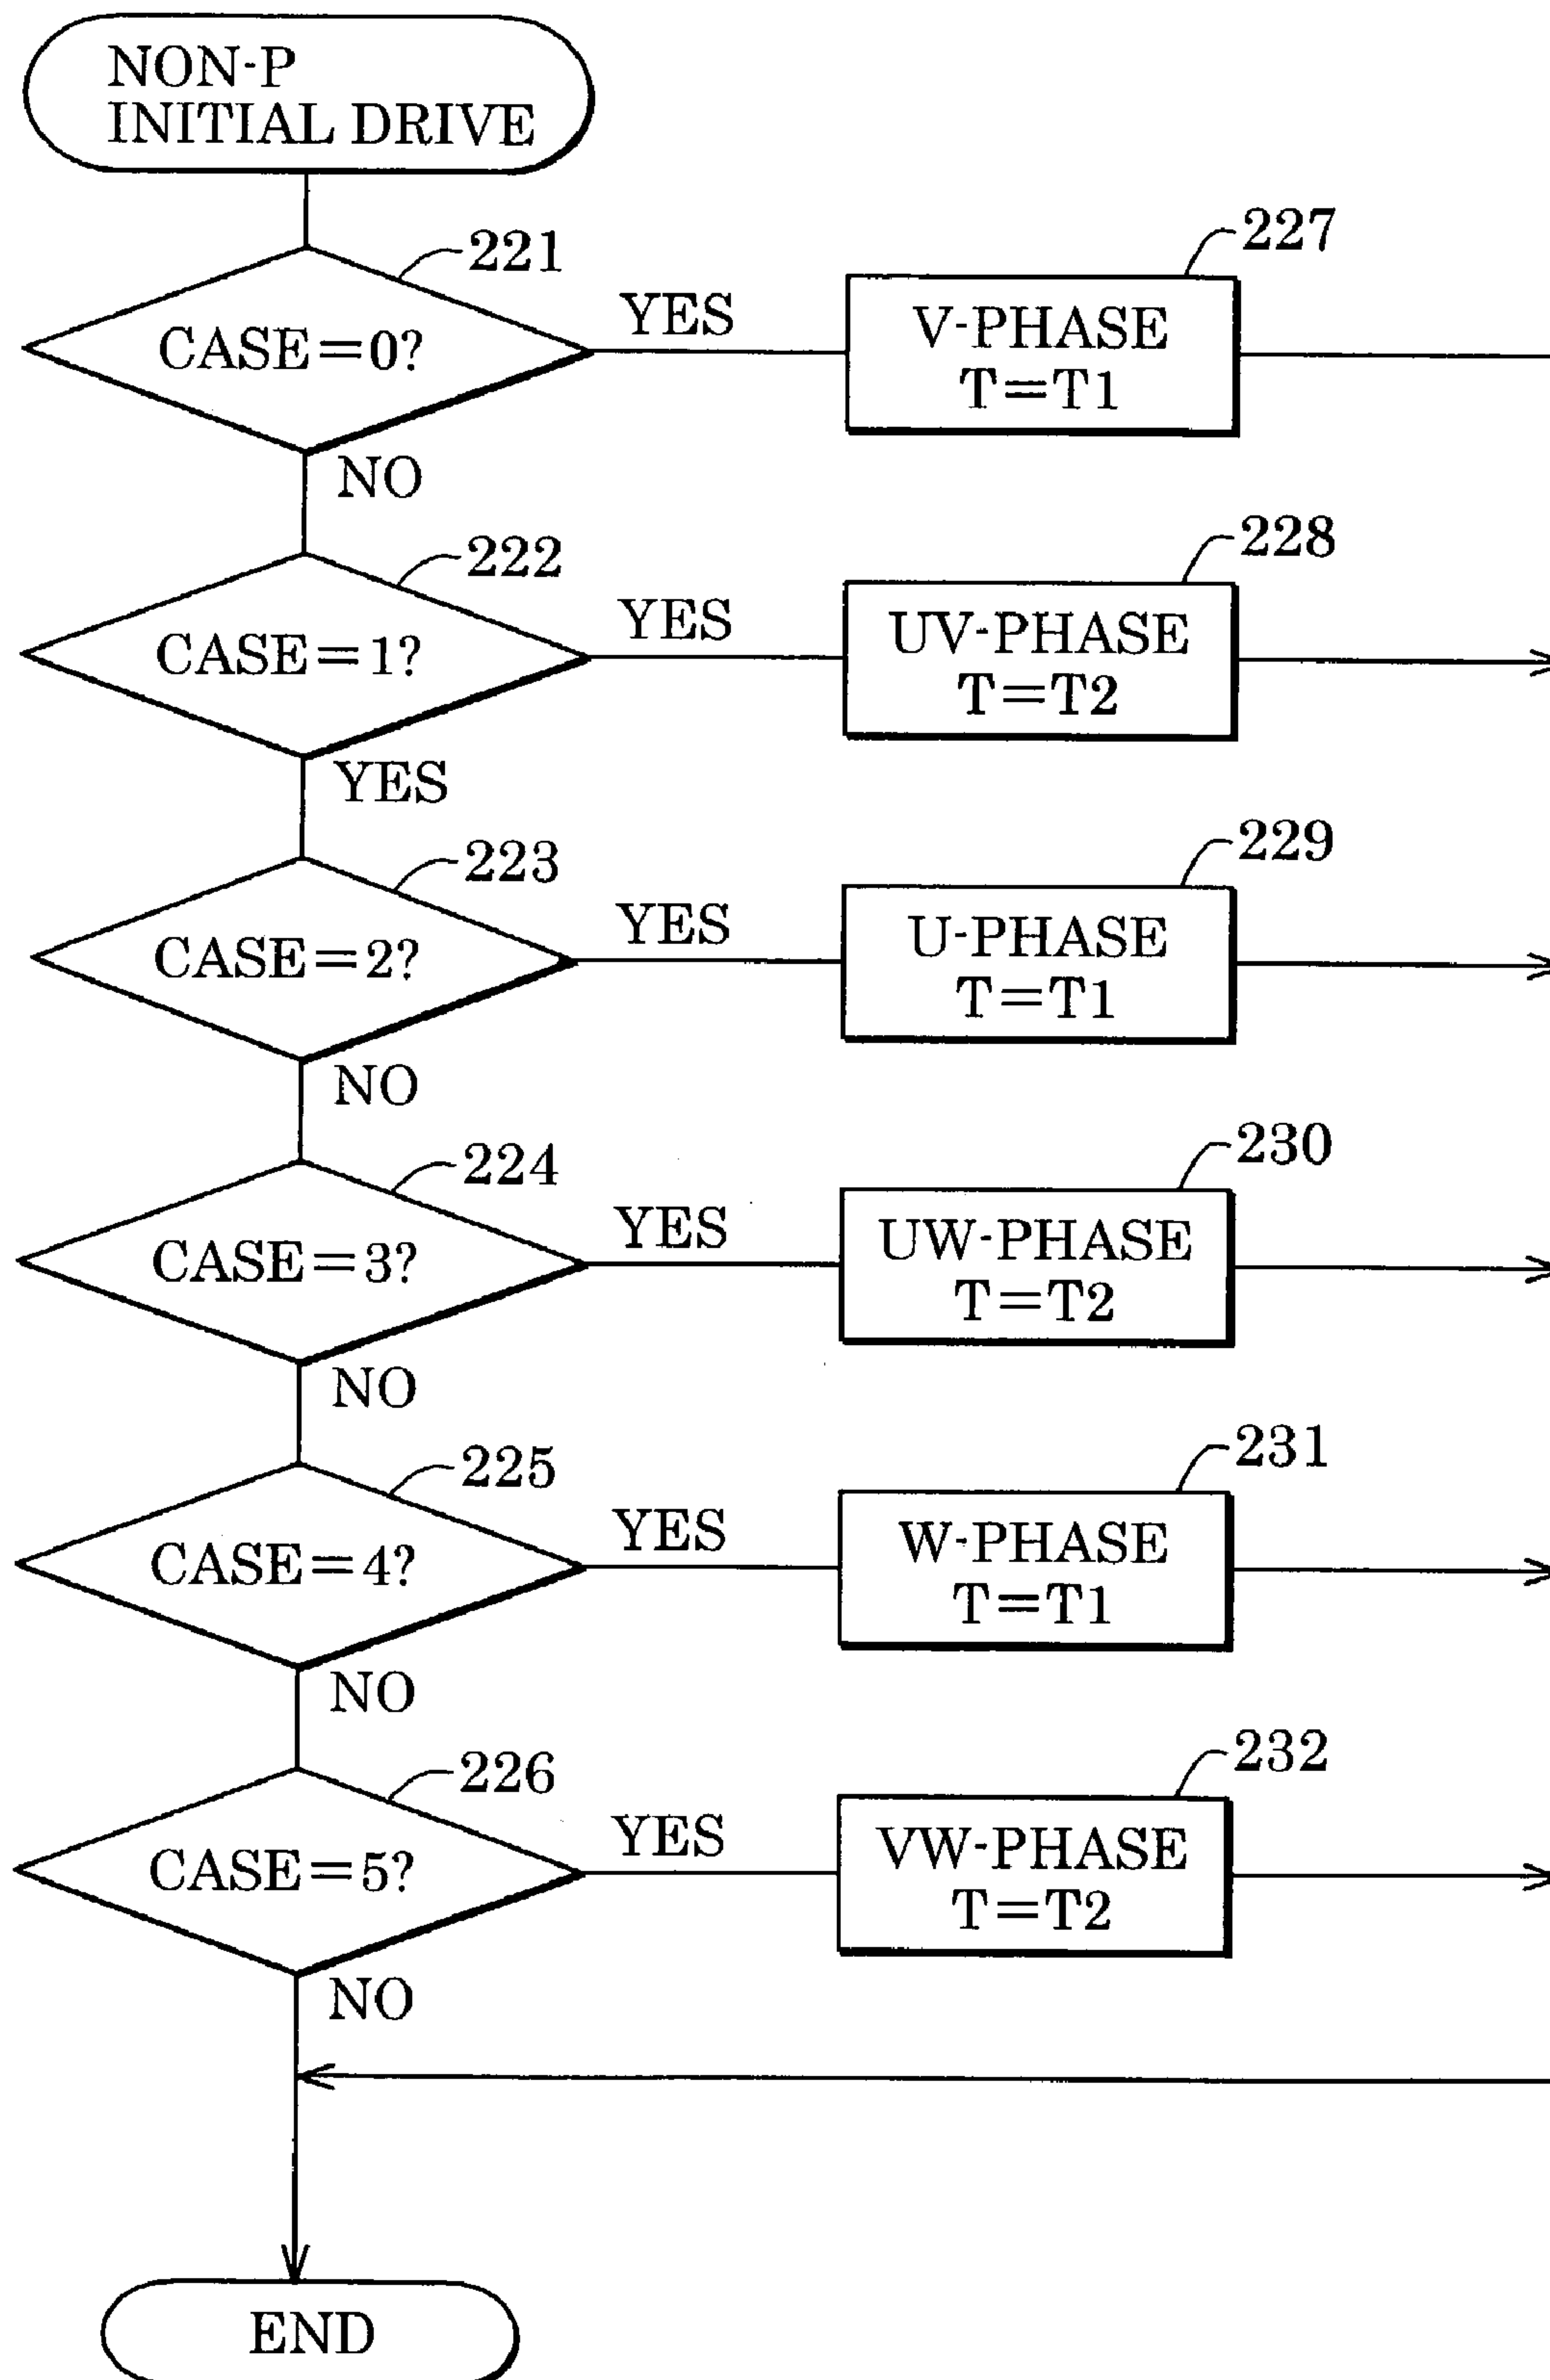 NON-P
INITIAL DRIVE
221
CASE=0?
YES
227
V-PHASE
T=T1
NO
222
CASE=1?
YES
228
UV-PHASE
T=T2
YES
223
CASE=2?
YES
229
U-PHASE
T=T1
NO
224
CASE=3?
YES
230
UW-PHASE
T=T2
NO
225
CASE=4?
YES
231
W-PHASE
T=T1
NO
226
CASE=5?
YES
232
VW-PHASE
T=T2
NO
END